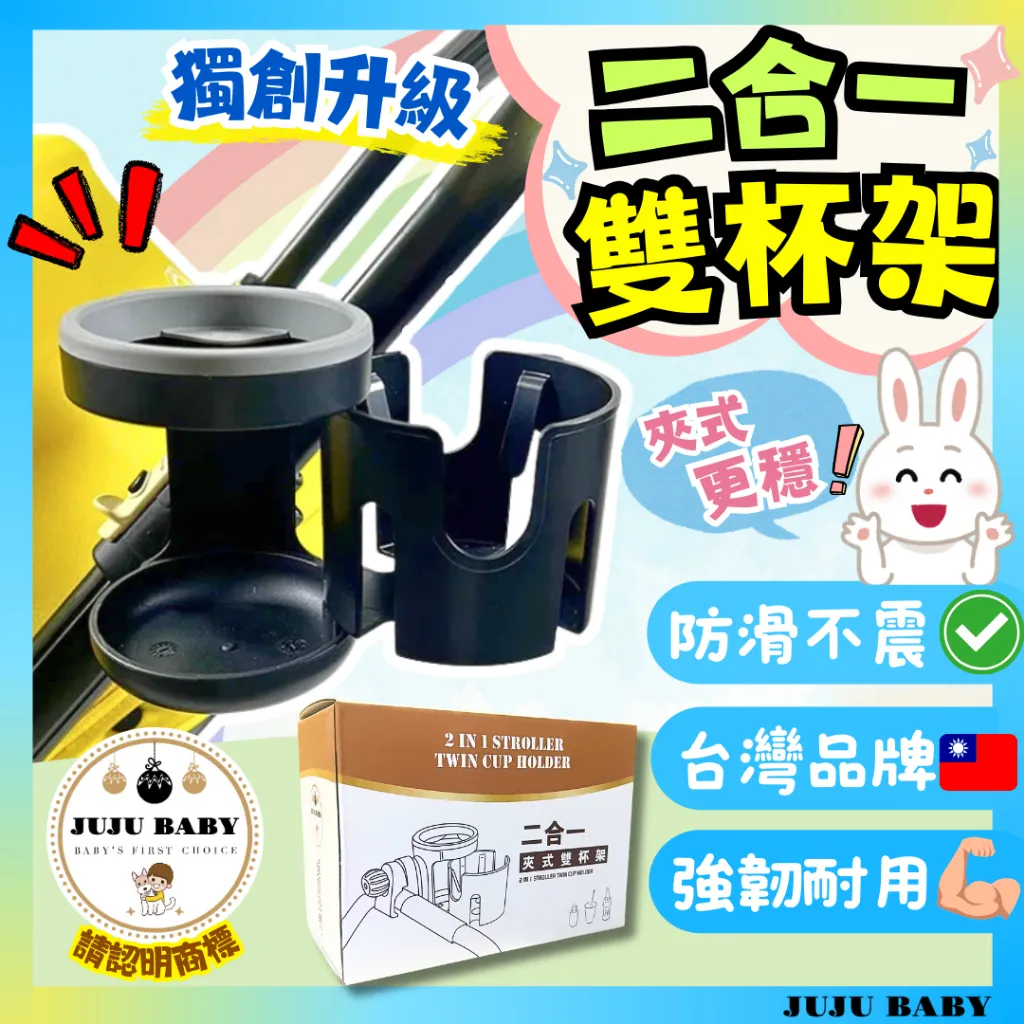 獨創升級
二合一
雙杯架
夾式
更穩!
防滑不震
台灣品牌
強韌耐用
JUJU BABY
BABY'S FIRST CHOICE
請認明商標
2 IN 1 STROLLER
TWIN CUP HOLDER
二合一
夾式雙杯架
2 IN 1 STROLLER TWIN CUP HOLDER
JUJU BABY